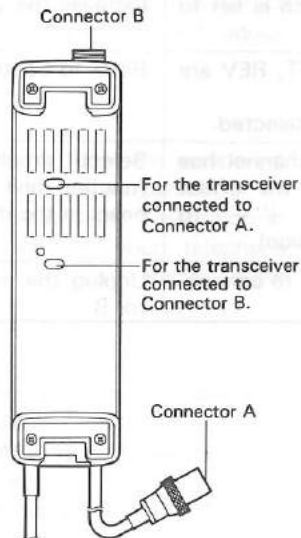 Connector B
For the transceiver
connected to
Connector A.
For the transceiver
connected to
Connector B.
Connector A